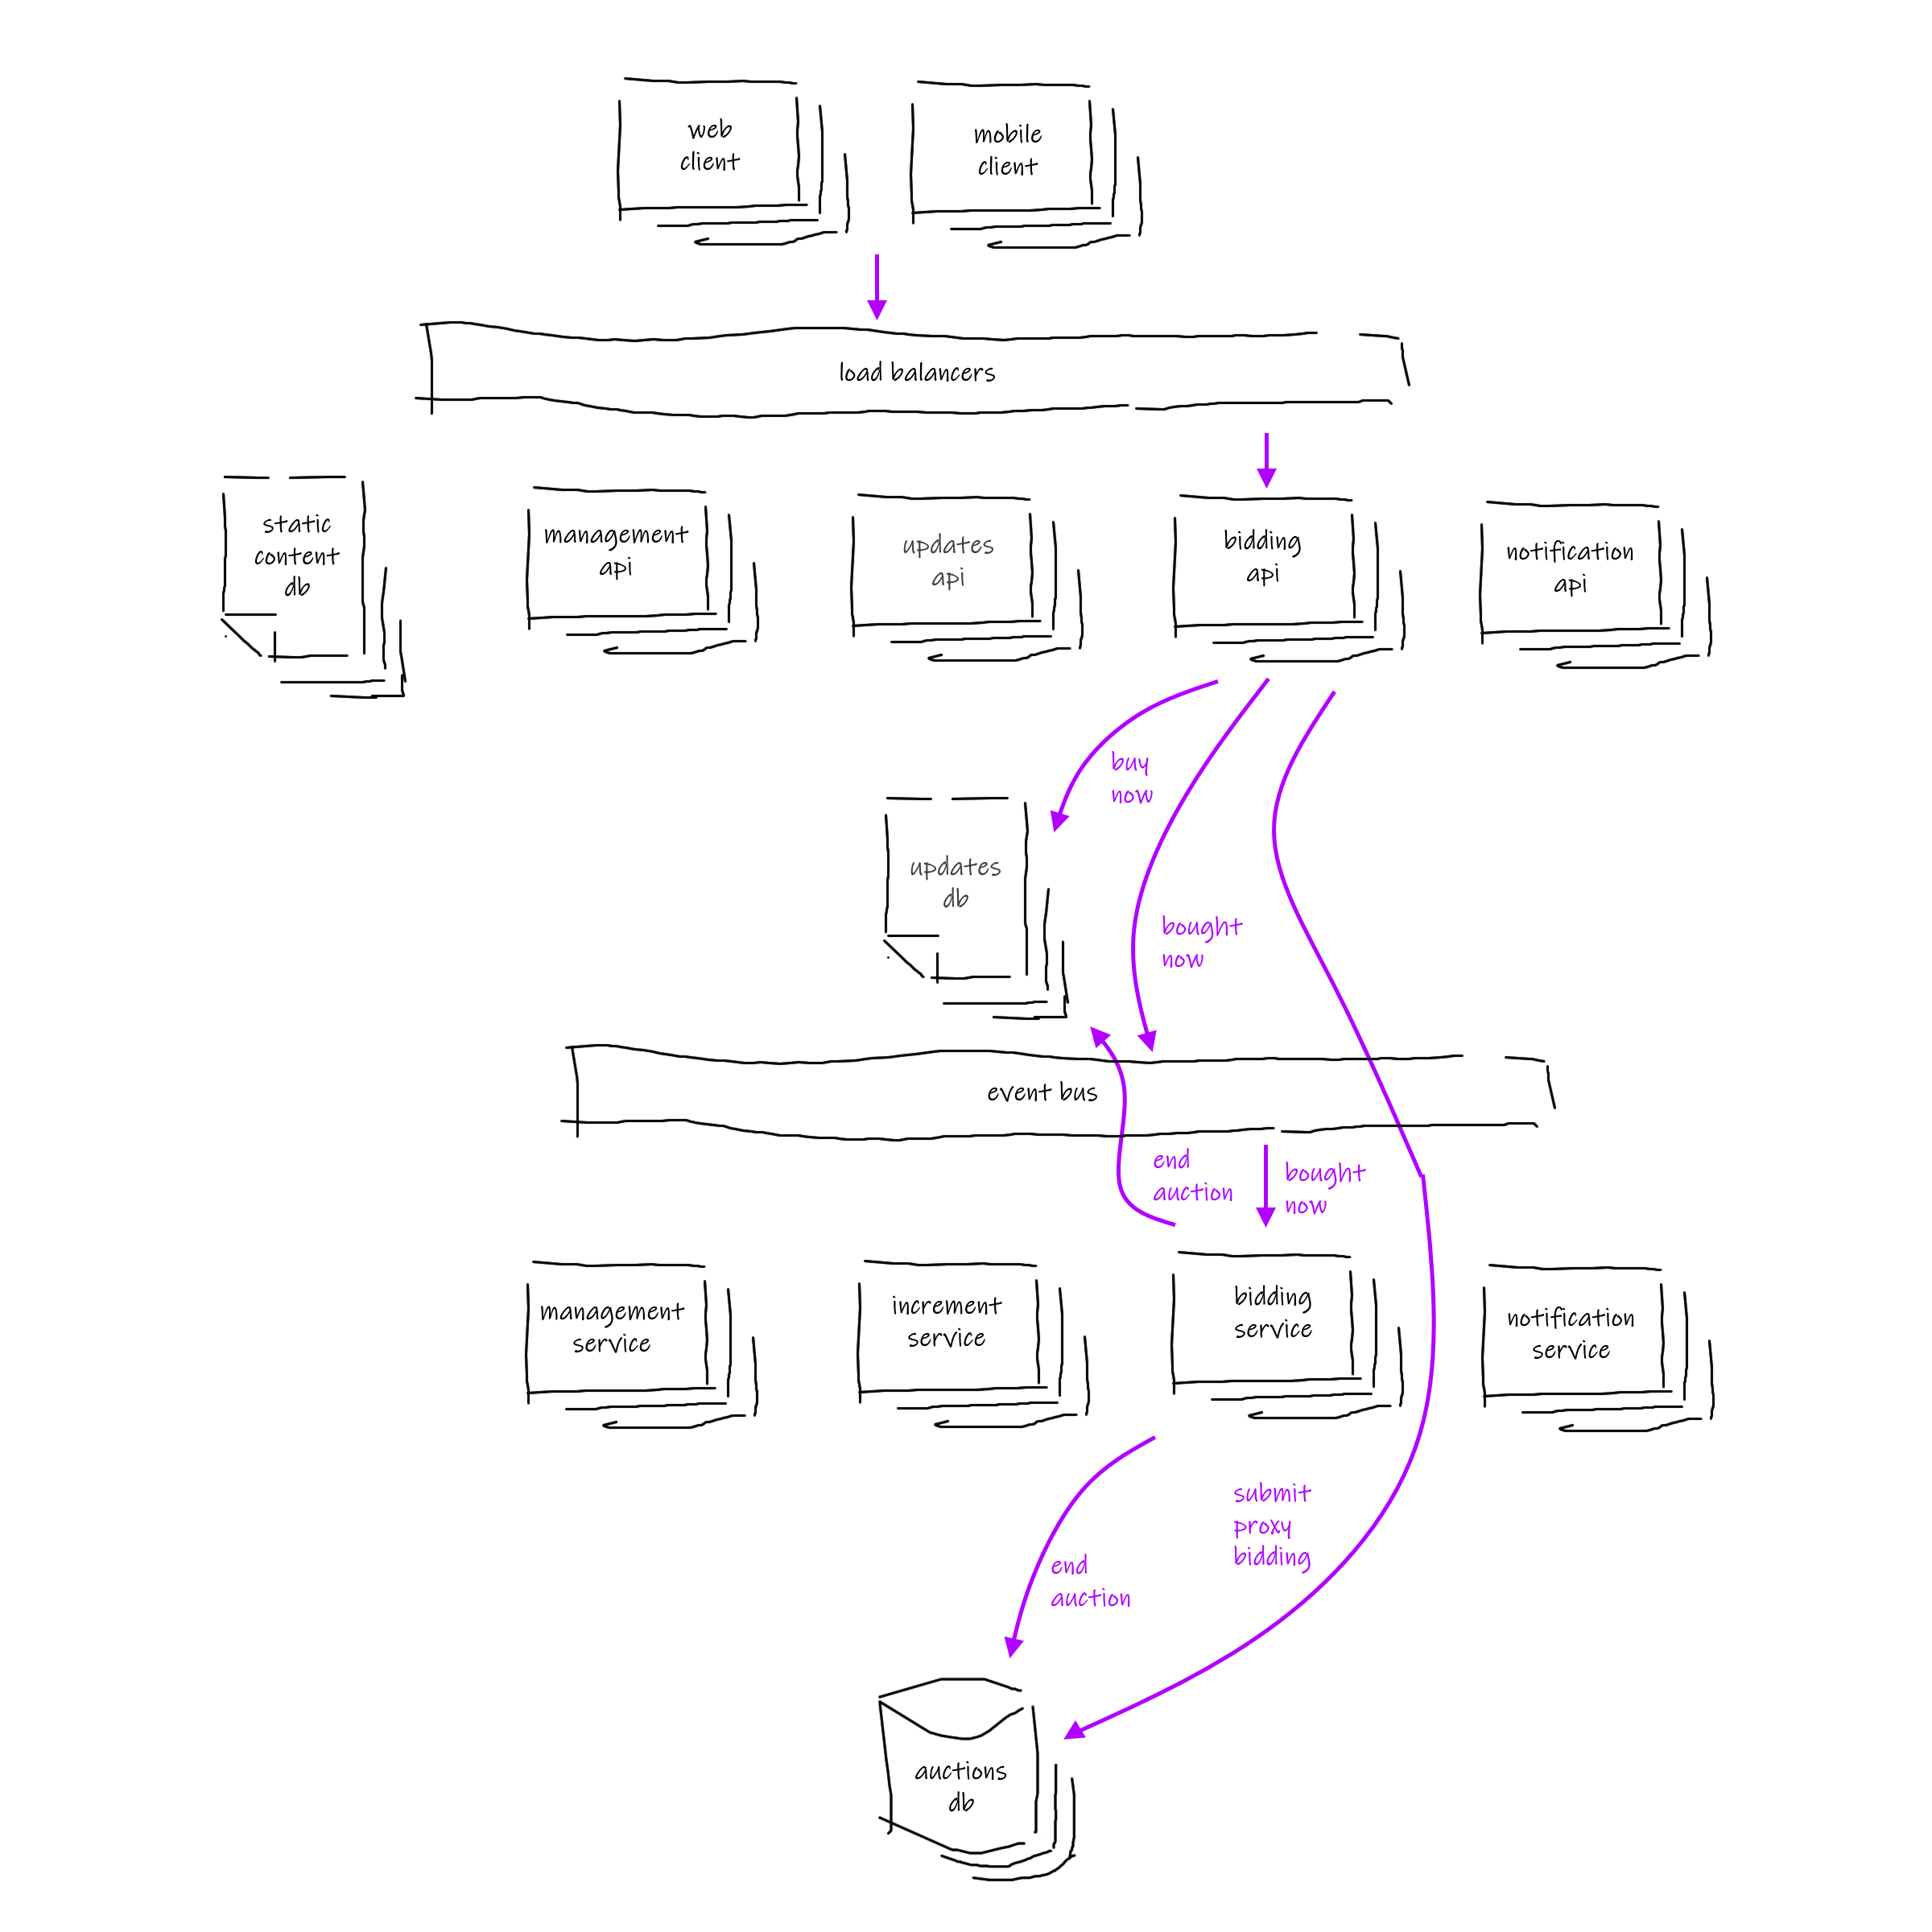 web
client
mobile
client
load balancers
static
content
db
management
api
updates
api
bidding
api
notification
api
buy
now
updates
db
bought
now
event bus
end
auction
bought
now
management
service
increment
service
bidding
service
notification
service
submit
proxy
bidding
end
auction
auctions
db